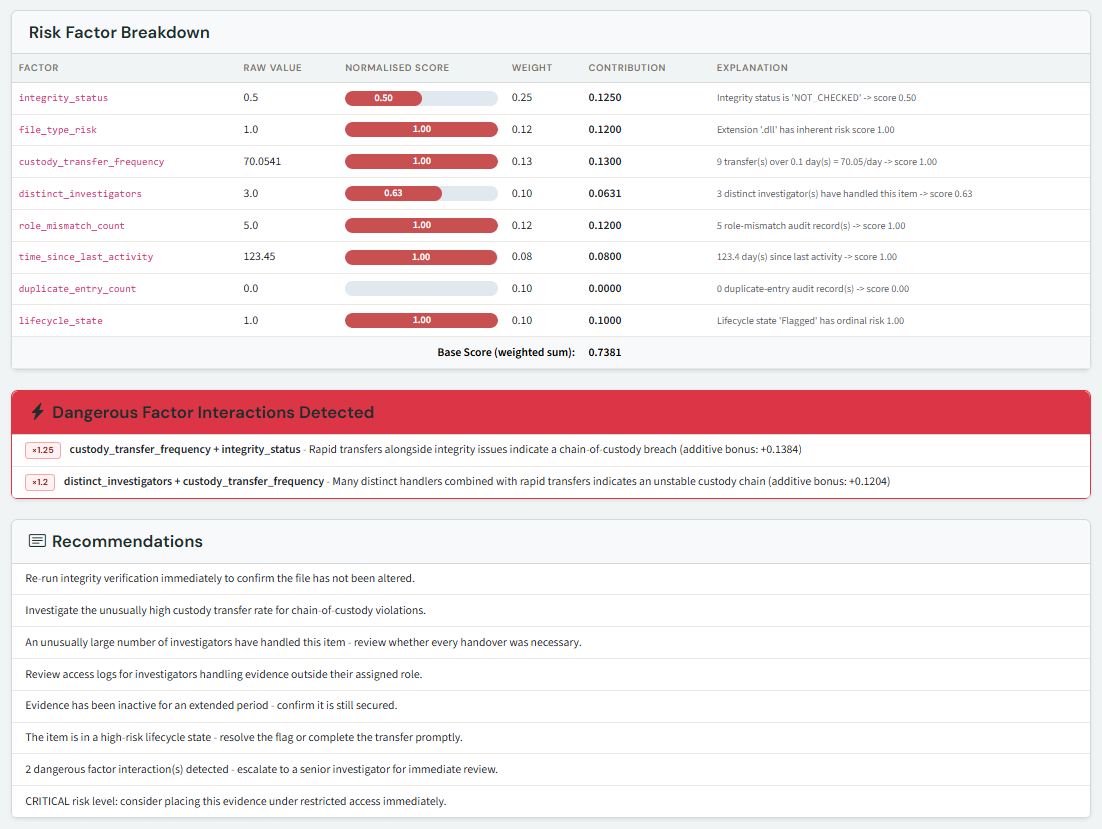 Risk Factor Breakdown
FACTOR RAW VALUE NORMALISED SCORE WEIGHT CONTRIBUTION EXPLANATION
integrity_status 0.5 0.50 0.25 0.1250 Integrity status is 'NOT_CHECKED' -> score 0.50
file_type_risk 1.0 1.00 0.12 0.1200 Extension '.dll' has inherent risk score 1.00
custody_transfer_frequency 70.0541 1.00 0.13 0.1300 9 transfer(s) over 0.1 day(s) = 70.05/day -> score 1.00
distinct_investigators 3.0 0.63 0.10 0.0631 3 distinct investigator(s) have handled this item -> score 0.63
role_mismatch_count 5.0 1.00 0.12 0.1200 5 role-mismatch audit record(s) -> score 1.00
time_since_last_activity 123.45 1.00 0.08 0.0800 123.4 day(s) since last activity -> score 1.00
duplicate_entry_count 0.0 0.10 0.0000 0 duplicate-entry audit record(s) -> score 0.00
lifecycle_state 1.0 1.00 0.10 0.1000 Lifecycle state 'Flagged' has ordinal risk 1.00
Base Score (weighted sum): 0.7381
Dangerous Factor Interactions Detected
×1.25 custody_transfer_frequency + integrity_status - Rapid transfers alongside integrity issues indicate a chain-of-custody breach (additive bonus: +0.1384)
×1.2 distinct_investigators + custody_transfer_frequency - Many distinct handlers combined with rapid transfers indicates an unstable custody chain (additive bonus: +0.1204)
Recommendations
Re-run integrity verification immediately to confirm the file has not been altered.
Investigate the unusually high custody transfer rate for chain-of-custody violations.
An unusually large number of investigators have handled this item - review whether every handover was necessary.
Review access logs for investigators handling evidence outside their assigned role.
Evidence has been inactive for an extended period - confirm it is still secured.
The item is in a high-risk lifecycle state - resolve the flag or complete the transfer promptly.
2 dangerous factor interaction(s) detected - escalate to a senior investigator for immediate review.
CRITICAL risk level: consider placing this evidence under restricted access immediately.